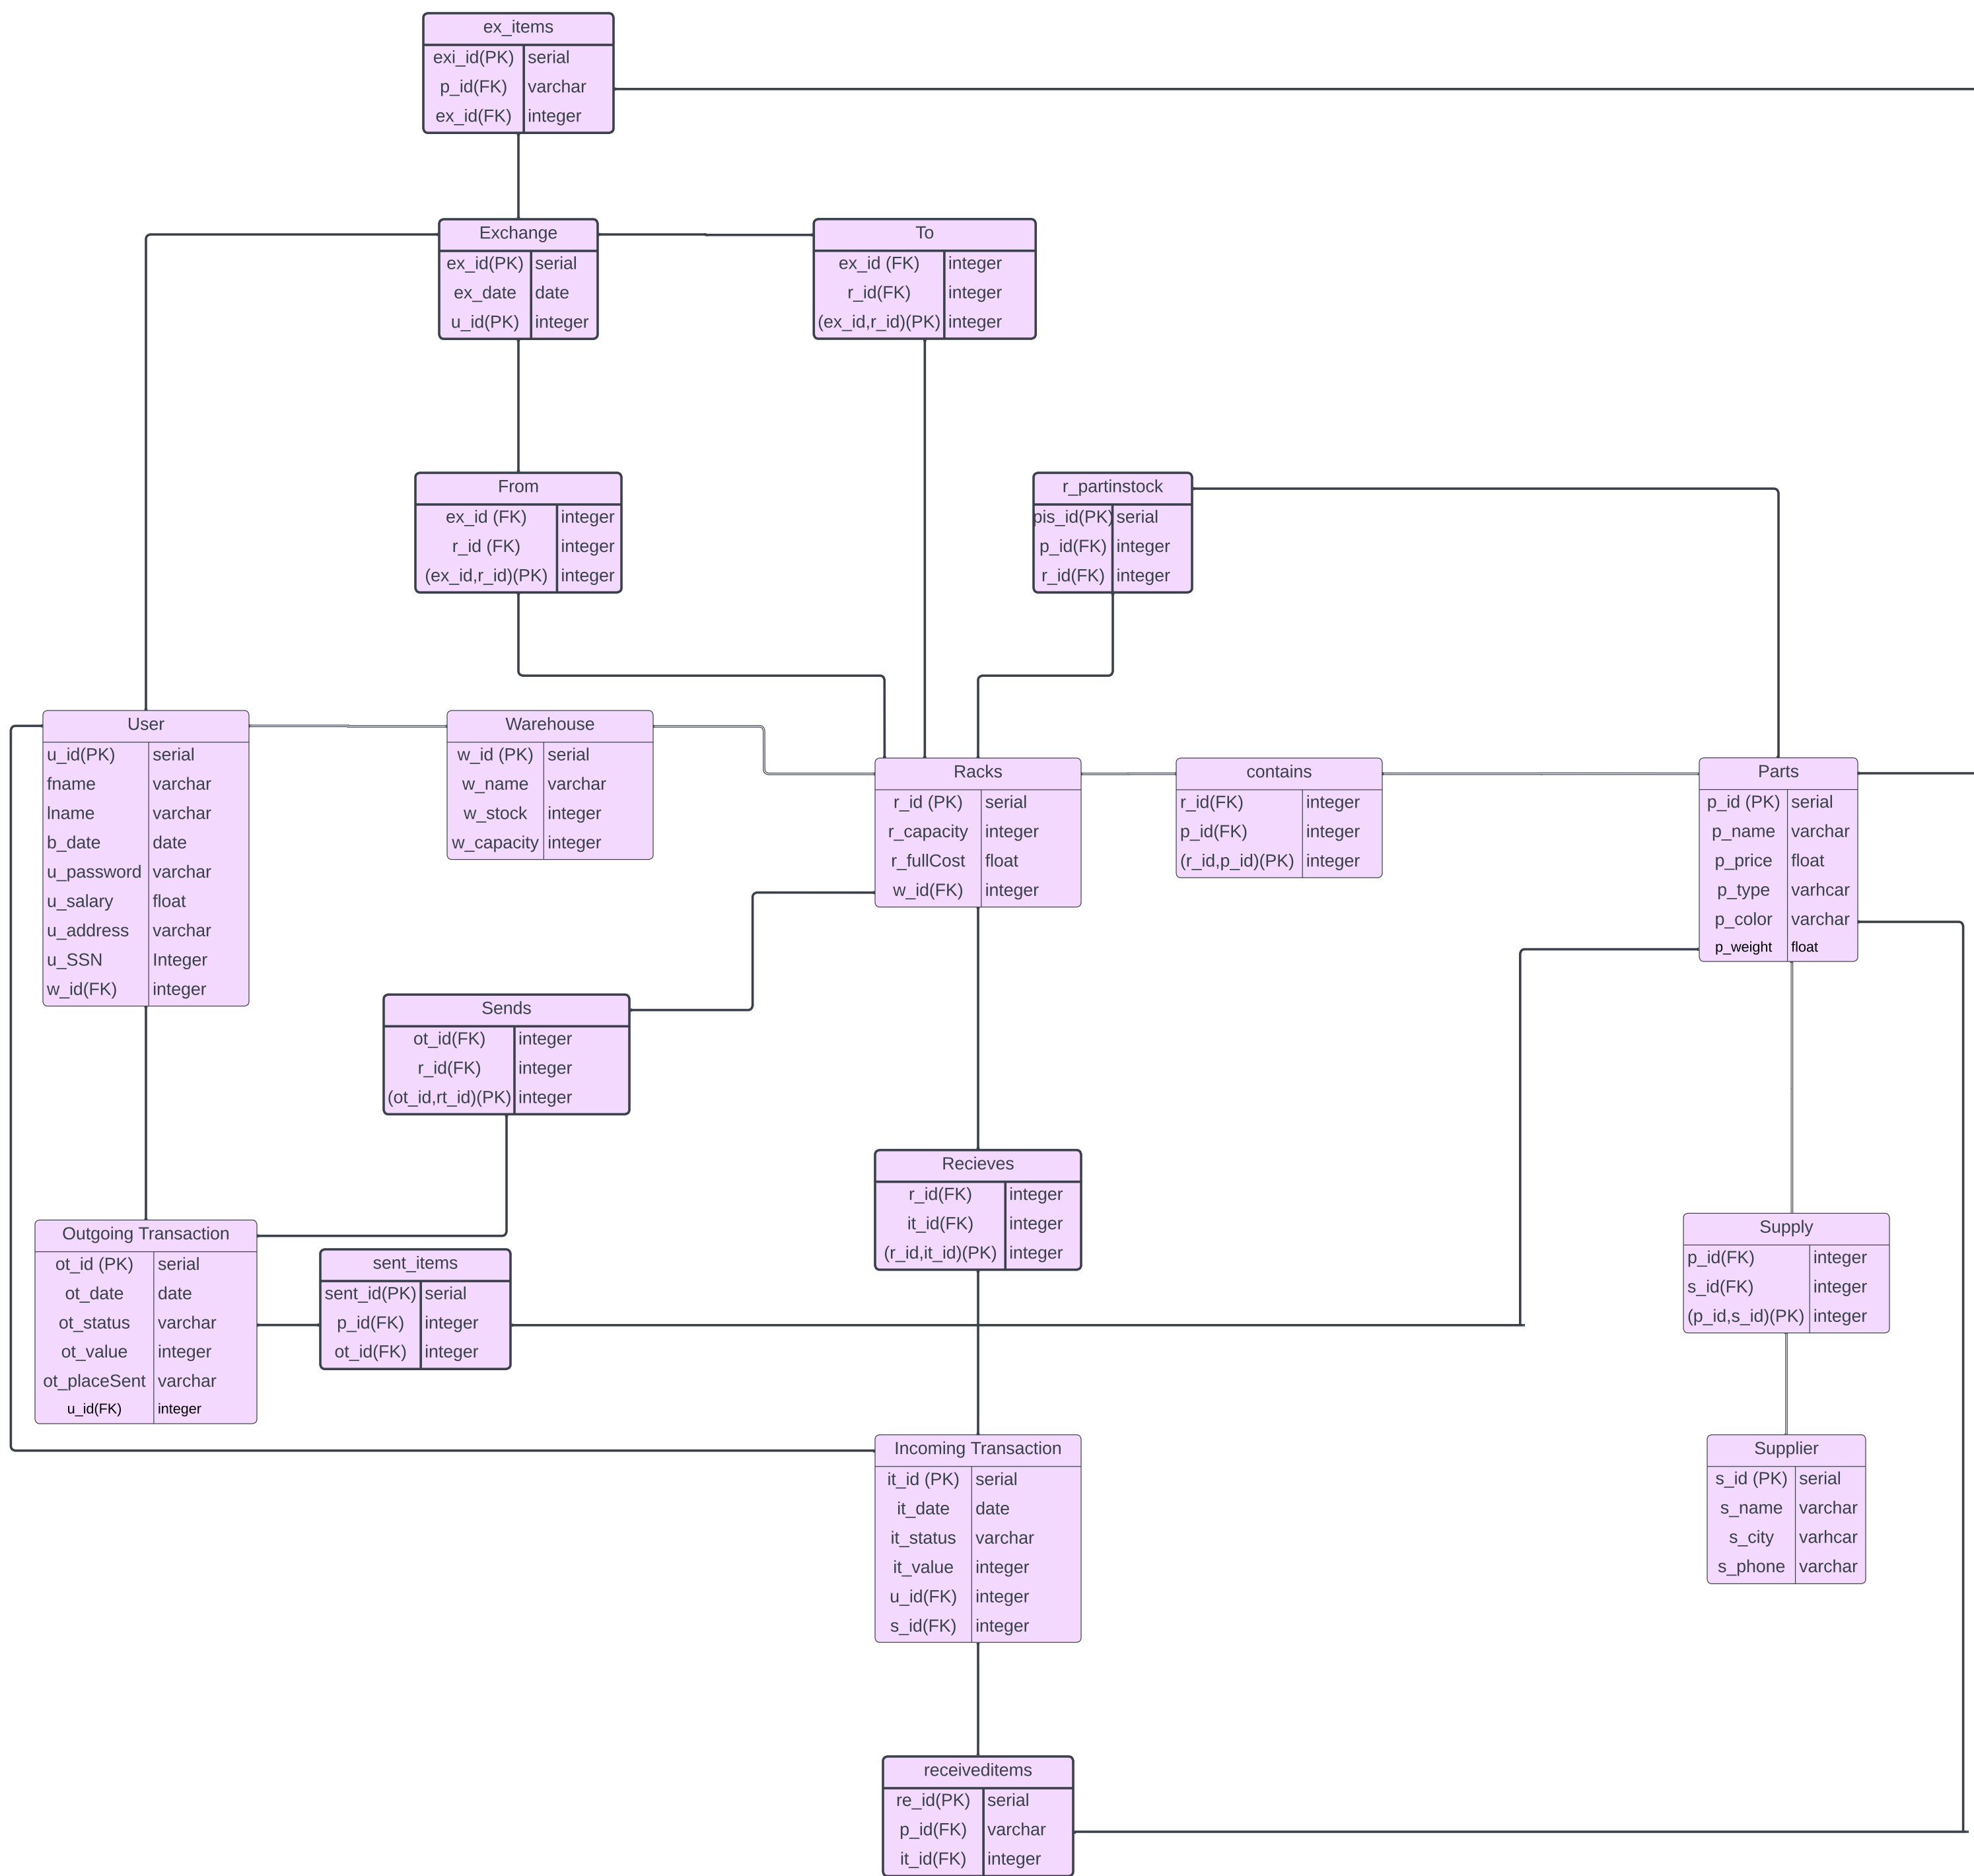 ex_items
exi_id(PK) serial
p_id(FK) varchar
ex_id(FK) integer
Exchange
ex_id(PK) serial
ex_date date
u_id(PK) integer
To
ex_id (FK) integer
r_id(FK) integer
(ex_id,r_id)(PK) integer
From
ex_id (FK) integer
r_id (FK) integer
(ex_id,r_id)(PK) integer
r_partinstock
pis_id(PK) serial
p_id(FK) integer
r_id(FK) integer
User
u_id(PK) serial
fname varchar
lname varchar
b_date date
u_password varchar
u_salary float
u_address varchar
u_SSN Integer
w_id(FK) integer
Warehouse
w_id (PK) serial
w_name varchar
w_stock integer
w_capacity integer
Racks
r_id (PK) serial
r_capacity integer
r_fullCost float
w_id(FK) integer
contains
r_id(FK) integer
p_id(FK) integer
(r_id,p_id)(PK) integer
Parts
p_id (PK) serial
p_name varchar
p_price float
p_type varhcar
p_color varchar
p_weight float
Sends
ot_id(FK) integer
r_id(FK) integer
(ot_id,rt_id)(PK) integer
Recieves
r_id(FK) integer
it_id(FK) integer
(r_id,it_id)(PK) integer
Outgoing Transaction
ot_id (PK) serial
ot_date date
ot_status varchar
ot_value integer
ot_placeSent varchar
u_id(FK) integer
sent_items
sent_id(PK) serial
p_id(FK) integer
ot_id(FK) integer
Supply
p_id(FK) integer
s_id(FK) integer
(p_id,s_id)(PK) integer
Incoming Transaction
it_id (PK) serial
it_date date
it_status varchar
it_value integer
u_id(FK) integer
s_id(FK) integer
Supplier
s_id (PK) serial
s_name varchar
s_city varhcar
s_phone varchar
receiveditems
re_id(PK) serial
p_id(FK) varchar
it_id(FK) integer